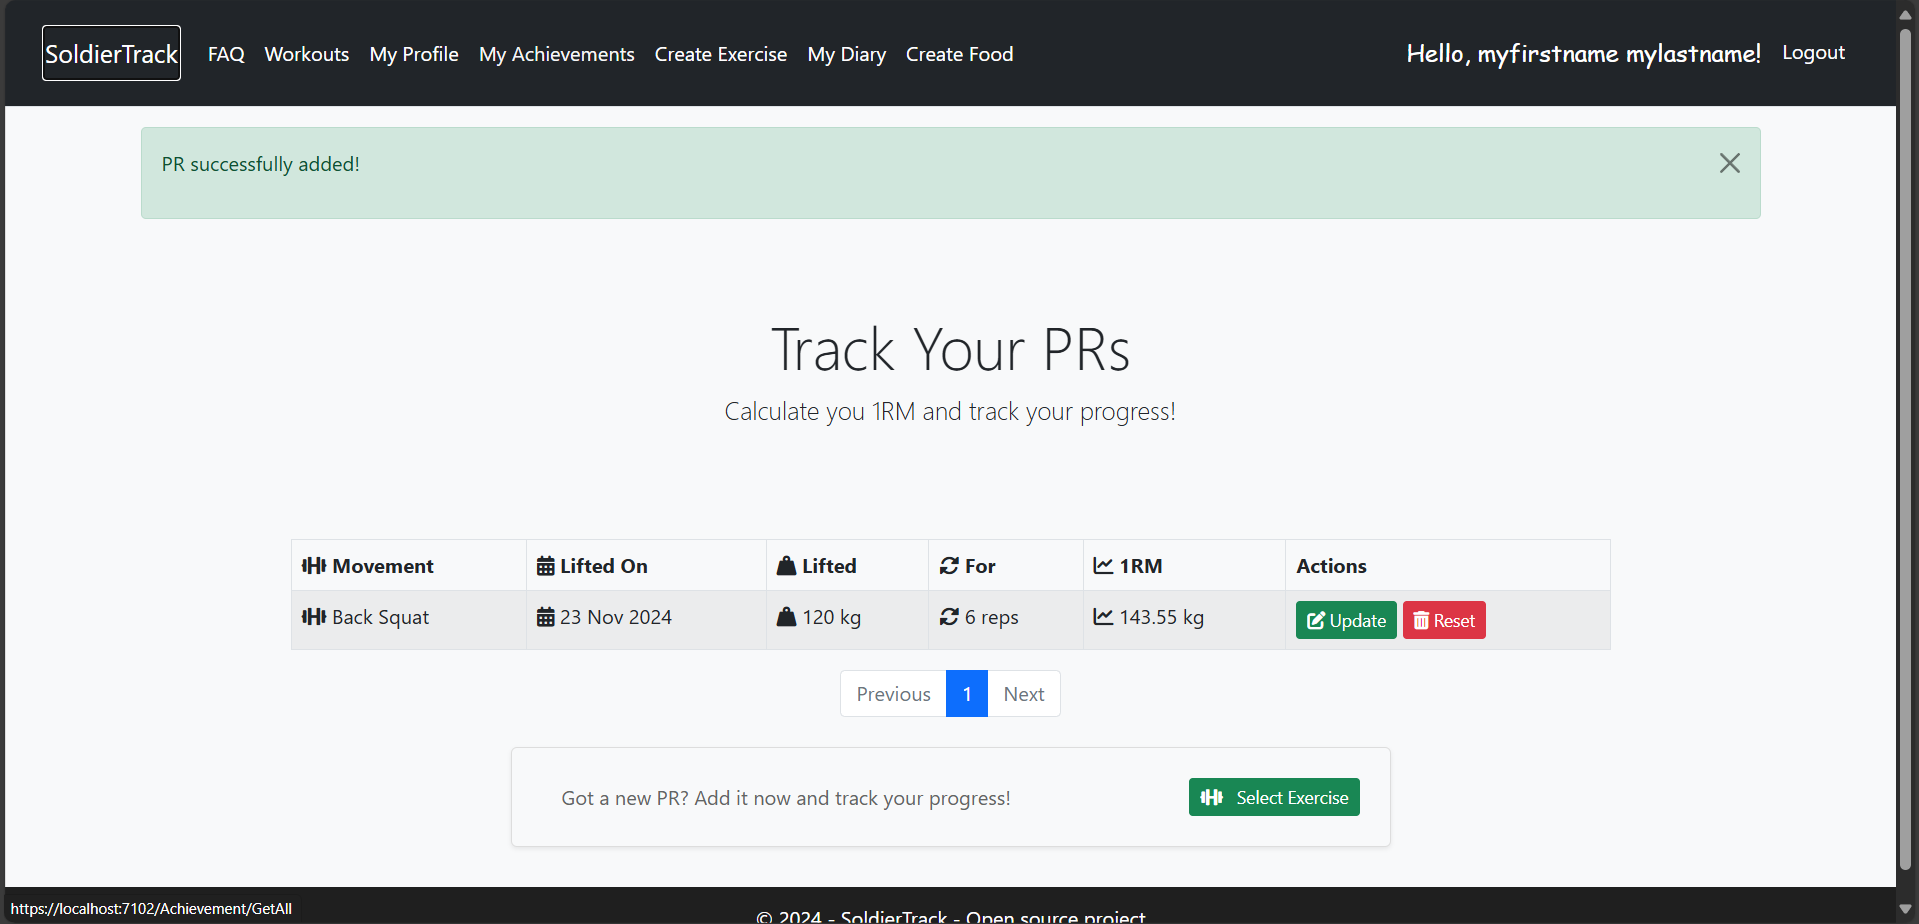 SoldierTrack FAQ Workouts My Profile My Achievements Create Exercise My Diary Create Food Hello, myfirstname mylastname! Logout
PR successfully added!
Track Your PRs
Calculate you 1RM and track your progress!
Movement Lifted On Lifted For 1RM Actions
Back Squat 23 Nov 2024 120 kg 6 reps 143.55 kg Update Reset
Previous 1 Next
Got a new PR? Add it now and track your progress! Select Exercise
https://localhost:7102/Achievement/GetAll
© 2024 - SoldierTrack - Open source project